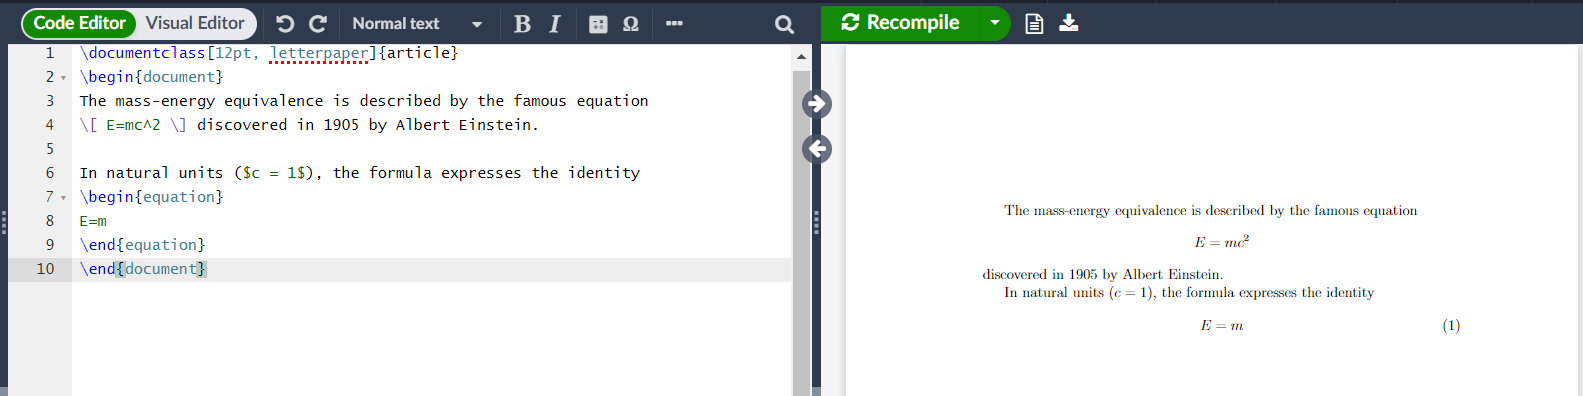 Code Editor Visual Editor Normal text B I Ω Recompile
1 \documentclass[12pt, letterpaper]{article}
2 \begin{document}
3 The mass-energy equivalence is described by the famous equation
4 \[ E=mc^2 \] discovered in 1905 by Albert Einstein.
5
6 In natural units ($c = 1$), the formula expresses the identity
7 \begin{equation}
8 E=m
9 \end{equation}
10 \end{document}
The mass-energy equivalence is described by the famous equation
E = mc²
discovered in 1905 by Albert Einstein.
In natural units (c = 1), the formula expresses the identity
E = m (1)